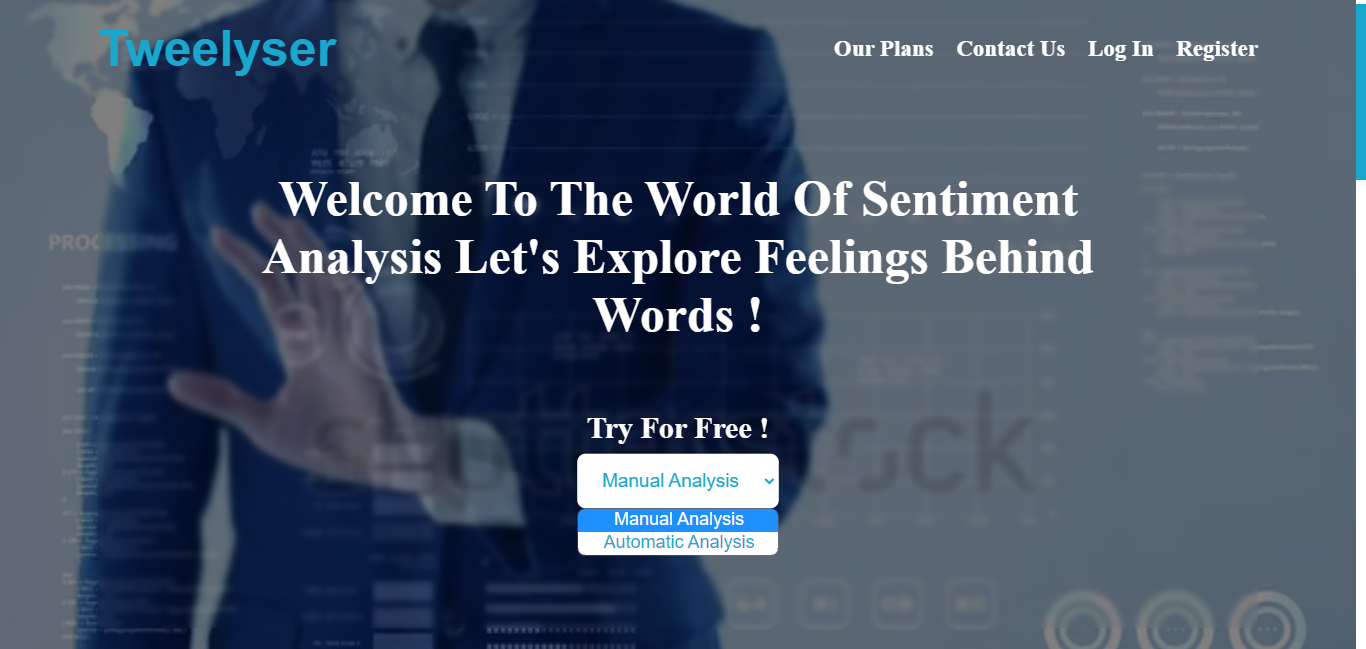 Tweelyser
Our Plans Contact Us Log In Register
Welcome To The World Of Sentiment
Analysis Let's Explore Feelings Behind
Words !
PROCESSING
Try For Free !
shutterstock
Manual Analysis
Manual Analysis
Automatic Analysis